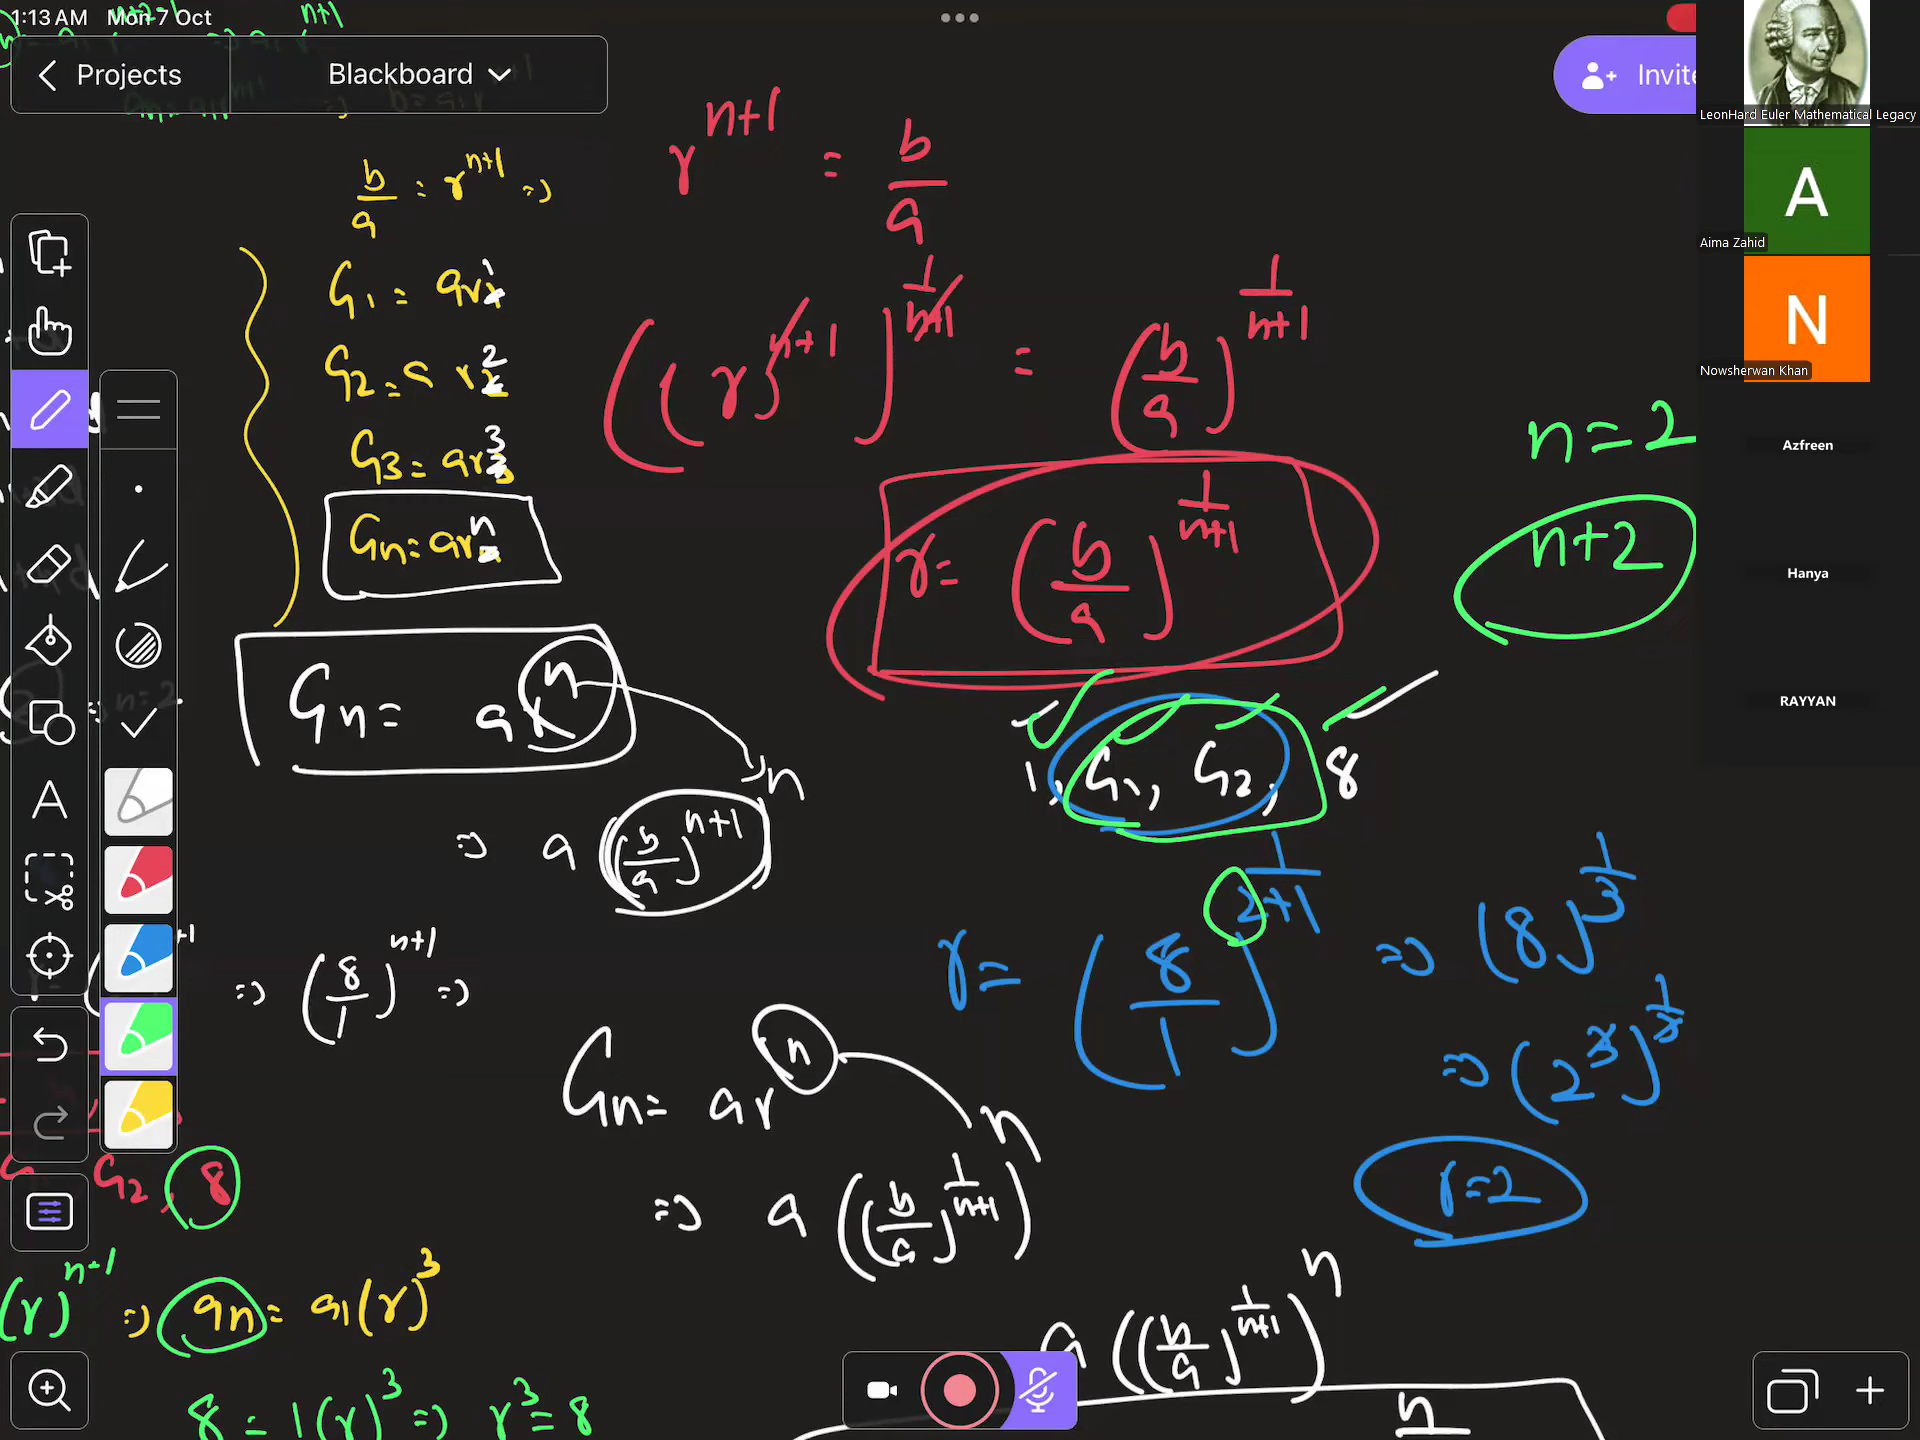 1:13 AM Mon 7 Oct
Projects
Blackboard
Invite
LeonHard Euler Mathematical Legacy
A
Aima Zahid
N
Nowsherwan Khan
Azfreen
Hanya
RAYYAN
n+1
b/a = r^{n+1} =>
G1 = ar^1
G2 = a r^2
G3 = ar^3
Gn = ar^n
Gn = ar^n
=> a (b/a)^{n+1} n
=> (8/1)^{n+1} =>
r^{n+1} = b/a
((r)^{n+1})^{1/n+1} = (b/a)^{1/n+1}
r = (b/a)^{1/n+1}
n = 2
n+2
1, G1, G2, 8
r = (8/1)^{1/2+1} => (8)^{1/3}
=> (2^3)^{1/3}
r = 2
Gn = ar^n
=> a ((b/a)^{1/n+1})^n
a ((b/a)^{1/n+1})^n
n
G2, 8
(r)^{n-1} => an = a1(r)^3
8 = 1(r)^3 => r^3 = 8